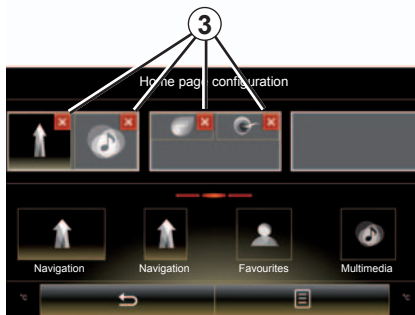 3
Home page configuration
Navigation
Navigation
Favourites
Multimedia
°C
°C